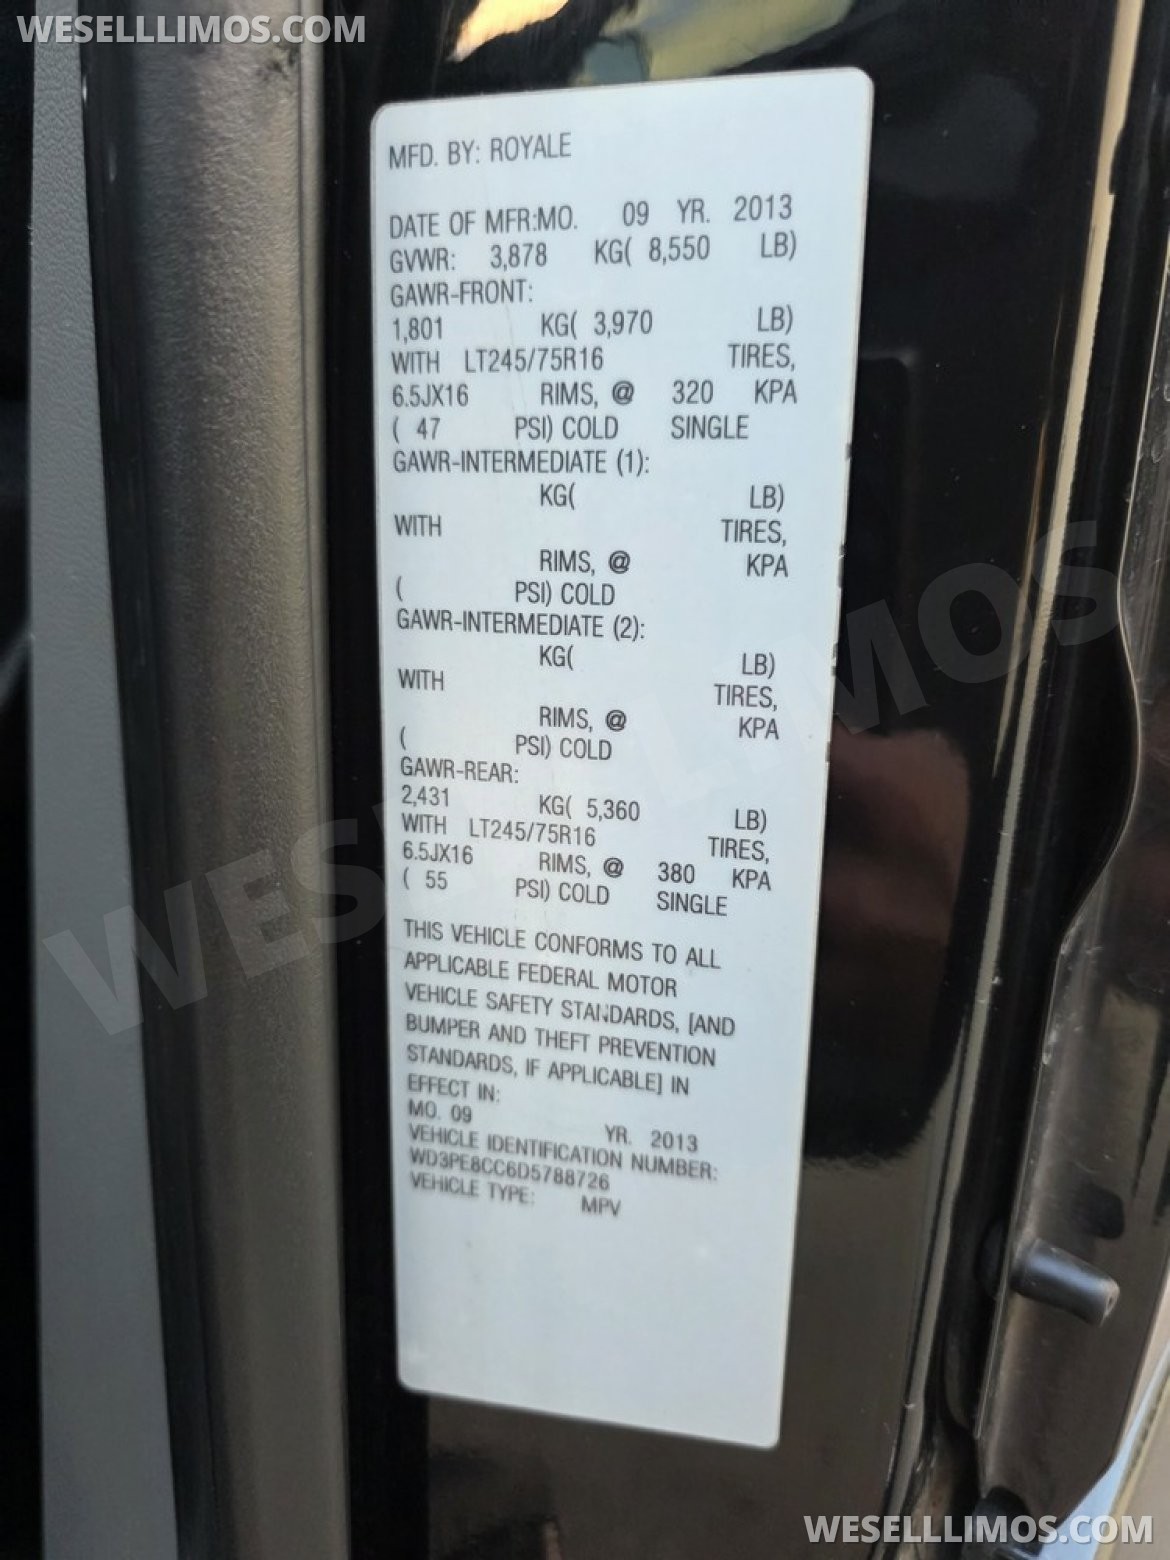 WESELLLIMOS.COM
MFD. BY: ROYALE
DATE OF MFR:MO. 09 YR. 2013
GVWR: 3,878 KG( 8,550 LB)
GAWR-FRONT:
1,801 KG( 3,970 LB)
WITH LT245/75R16 TIRES,
6.5JX16 RIMS, @ 320 KPA
( 47 PSI) COLD SINGLE
GAWR-INTERMEDIATE (1):
KG( LB)
WITH TIRES,
RIMS, @ KPA
( PSI) COLD
GAWR-INTERMEDIATE (2):
KG( LB)
WITH TIRES,
RIMS, @ KPA
( PSI) COLD
GAWR-REAR:
2,431 KG( 5,360 LB)
WITH LT245/75R16 TIRES,
6.5JX16 RIMS, @ 380 KPA
( 55 PSI) COLD SINGLE
THIS VEHICLE CONFORMS TO ALL
APPLICABLE FEDERAL MOTOR
VEHICLE SAFETY STANDARDS, [AND
BUMPER AND THEFT PREVENTION
STANDARDS, IF APPLICABLE] IN
EFFECT IN:
MO. 09 YR. 2013
VEHICLE IDENTIFICATION NUMBER:
WD3PE8CC6D5788726
VEHICLE TYPE: MPV
WESELLLIMOS
WESELLLIMOS.COM